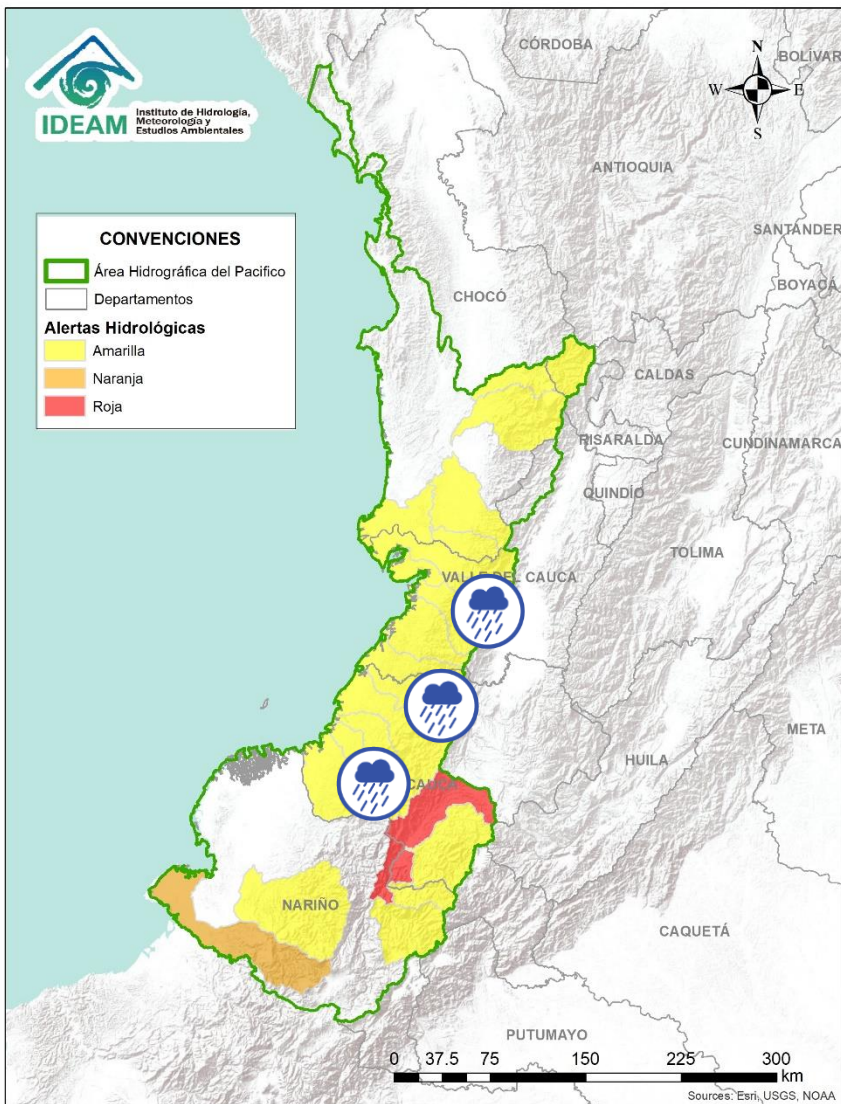 IDEAM
Instituto de Hidrología,
Meteorología y
Estudios Ambientales
N
W
E
S
CÓRDOBA
BOLÍVAR
ANTIOQUIA
SANTANDER
BOYACÁ
CONVENCIONES
Área Hidrográfica del Pacifico
Departamentos
Alertas Hidrológicas
Amarilla
Naranja
Roja
CHOCÓ
CALDAS
RISARALDA
CUNDINAMARCA
QUINDÍO
TOLIMA
VALLE DEL CAUCA
META
HUILA
CAUCA
NARIÑO
CAQUETÁ
PUTUMAYO
0 37.5 75 150 225 300
km
Sources: Esri, USGS, NOAA